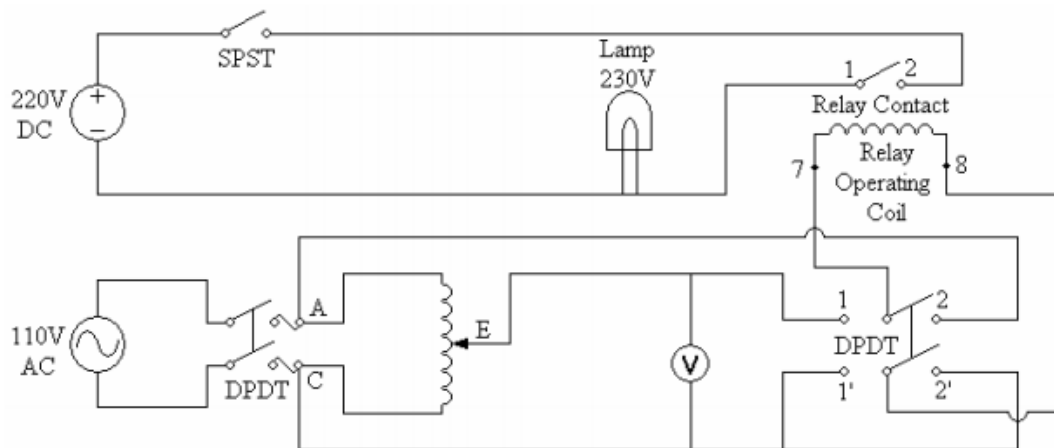 SPST
Lamp
230V
1 2
220V
DC
+
−
Relay Contact
7
Relay
Operating
Coil
8
A
E
1 2
110V
AC
DPDT
C
V
DPDT
1' 2'